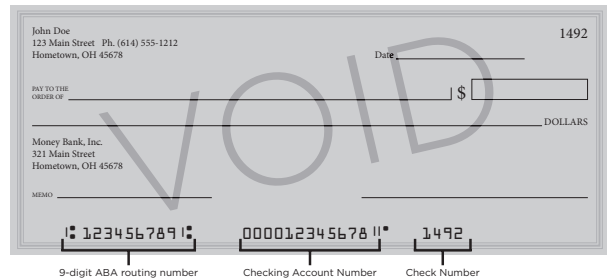 John Doe
123 Main Street Ph. (614) 555-1212
Hometown, OH 45678
1492
Date
PAY TO THE
ORDER OF
$
DOLLARS
VOID
Money Bank, Inc.
321 Main Street
Hometown, OH 45678
MEMO
⑆123456789⑆ 000012345678⑈ 1492
9-digit ABA routing number Checking Account Number Check Number